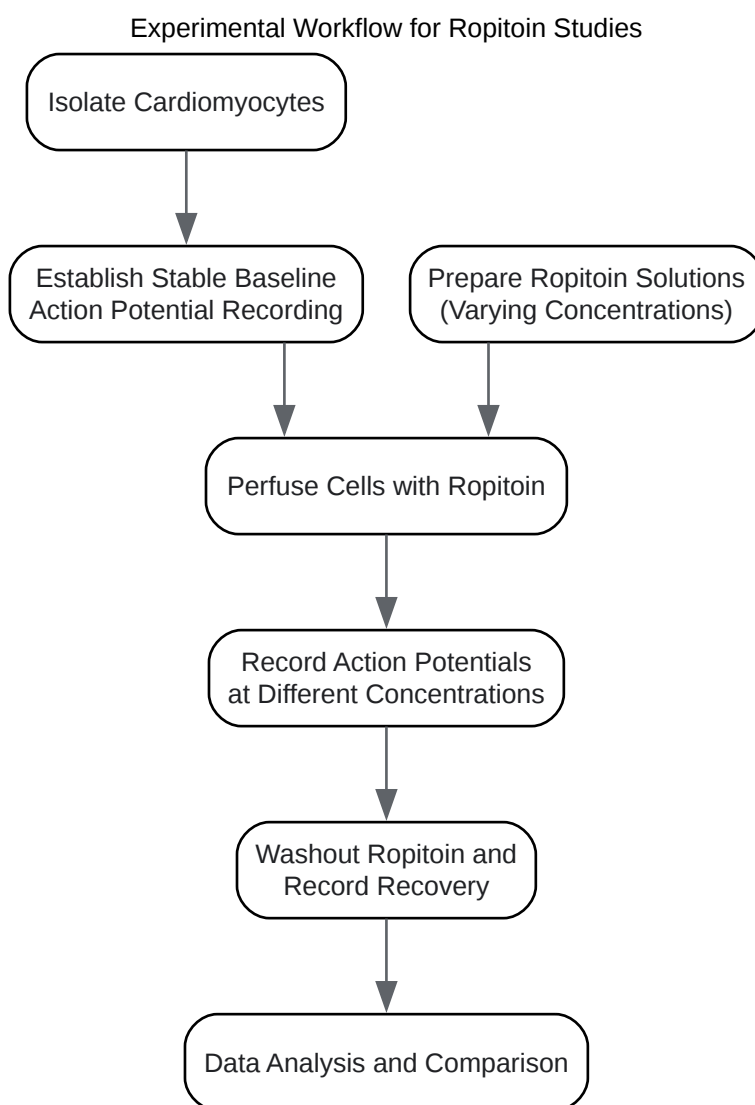 Experimental Workflow for Ropitoin Studies
Isolate Cardiomyocytes
Establish Stable Baseline
Action Potential Recording
Prepare Ropitoin Solutions
(Varying Concentrations)
Perfuse Cells with Ropitoin
Record Action Potentials
at Different Concentrations
Washout Ropitoin and
Record Recovery
Data Analysis and Comparison